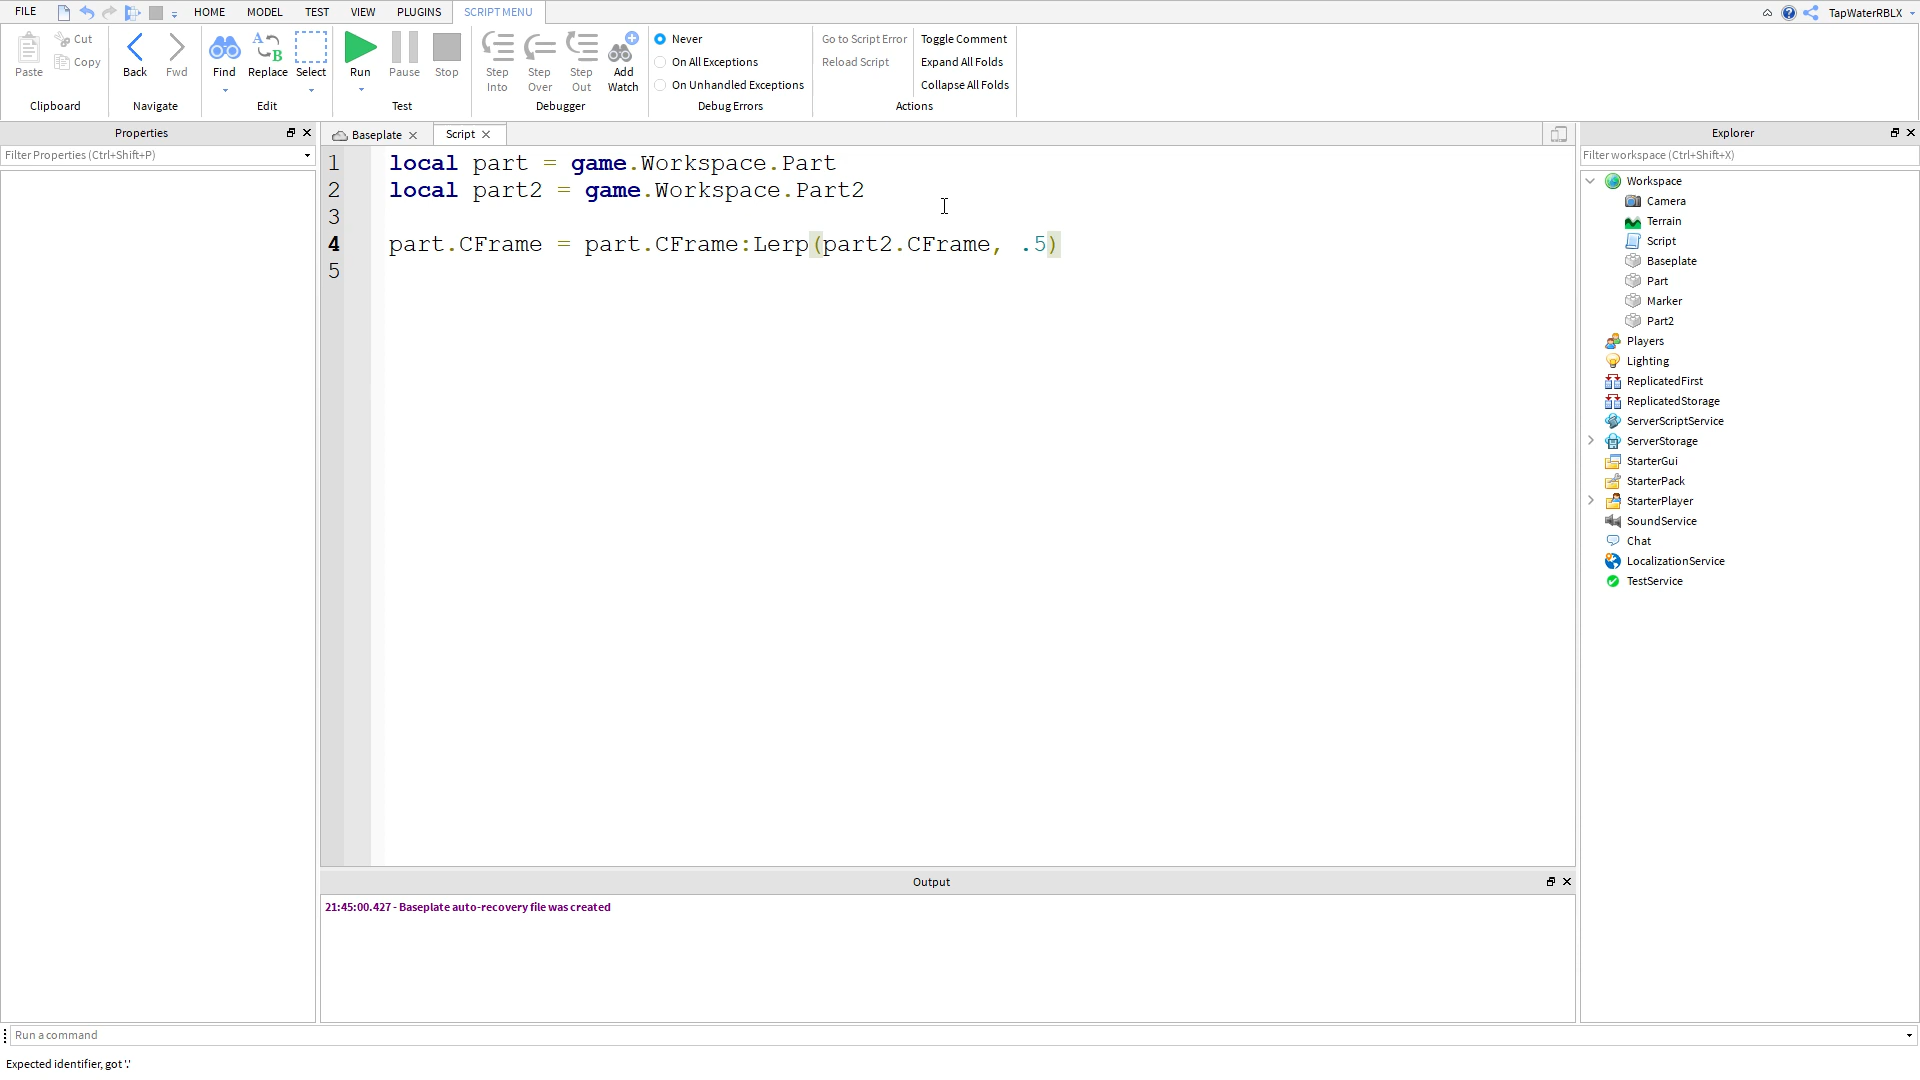 FILE HOME MODEL TEST VIEW PLUGINS SCRIPT MENU TapWaterRBLX
Paste Cut Copy Clipboard
Back Fwd Navigate
Find Replace Select Edit
Run Pause Stop Test
Step Into Step Over Step Out Add Watch Debugger
Never
On All Exceptions
On Unhandled Exceptions
Debug Errors
Go to Script Error
Reload Script
Toggle Comment
Expand All Folds
Collapse All Folds
Actions
Properties
Filter Properties (Ctrl+Shift+P)
Baseplate Script
1 local part = game.Workspace.Part
2 local part2 = game.Workspace.Part2
3
4 part.CFrame = part.CFrame:Lerp(part2.CFrame, .5)
5
Output
21:45:00.427 - Baseplate auto-recovery file was created
Explorer
Filter workspace (Ctrl+Shift+X)
Workspace
Camera
Terrain
Script
Baseplate
Part
Marker
Part2
Players
Lighting
ReplicatedFirst
ReplicatedStorage
ServerScriptService
ServerStorage
StarterGui
StarterPack
StarterPlayer
SoundService
Chat
LocalizationService
TestService
Run a command
Expected identifier, got '.'